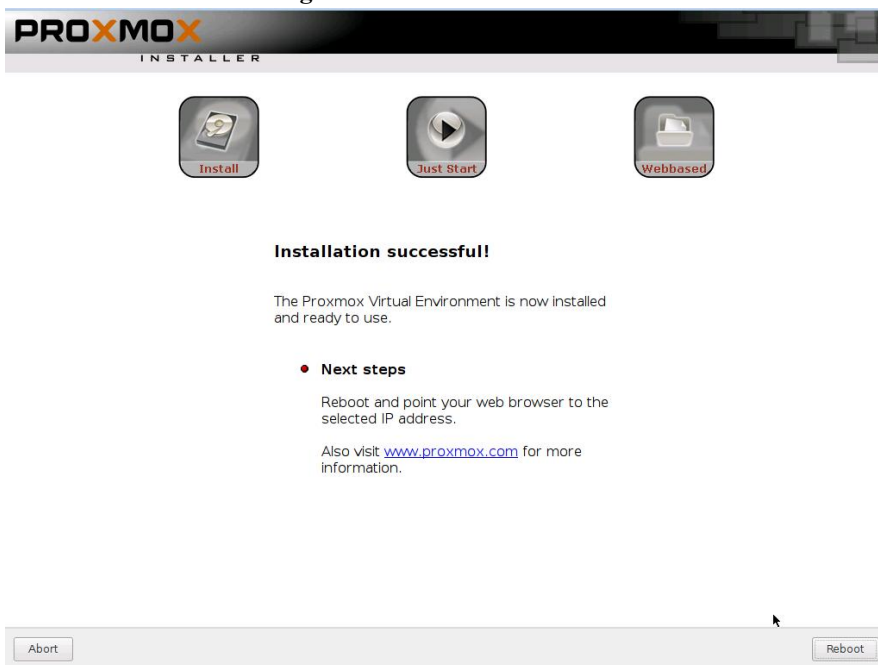 PROXMOX
INSTALLER
Install
Just Start
Webbased
Installation successful!
The Proxmox Virtual Environment is now installed
and ready to use.
Next steps
Reboot and point your web browser to the
selected IP address.
Also visit www.proxmox.com for more
information.
Abort
Reboot